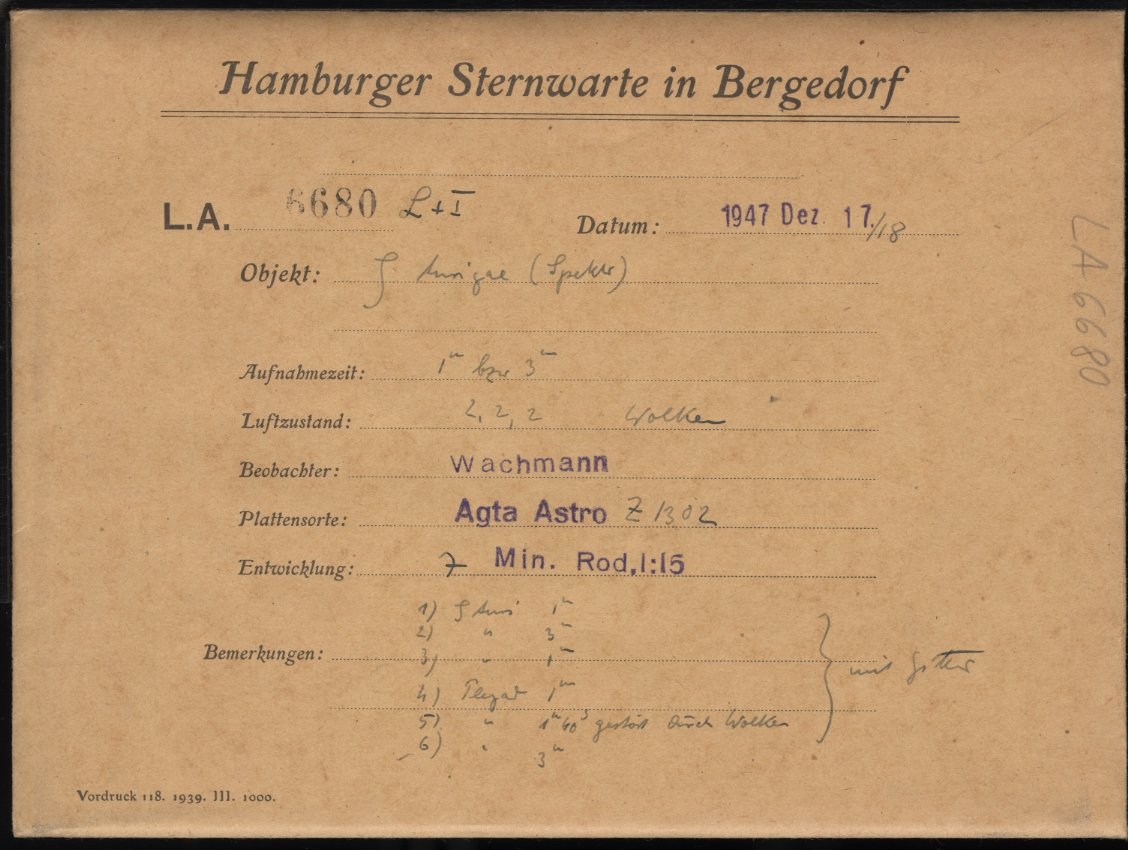 Hamburger Sternwarte in Bergedorf
L.A. 6680 L+I
Datum: 1947 Dez. 17./18
Objekt: ζ Aurigae (Spektr)
Aufnahmezeit: 1ᵐ bzw 3ᵐ
Luftzustand: 2, 2, 2 Wolken
Beobachter: Wachmann
Plattensorte: Agfa Astro Z 1302
Entwicklung: 7 Min. Rod. 1:15
Bemerkungen:
1) ζ Auri 1ᵐ
2) " 3ᵐ
3) " 1ᵐ
4) Plejad 1ᵐ
5) " 1ᵐ40ˢ gestört durch Wolken
6) " 3ᵐ
} mit Gitter
LA 6680
Vordruck 118. 1939. III. 1000.